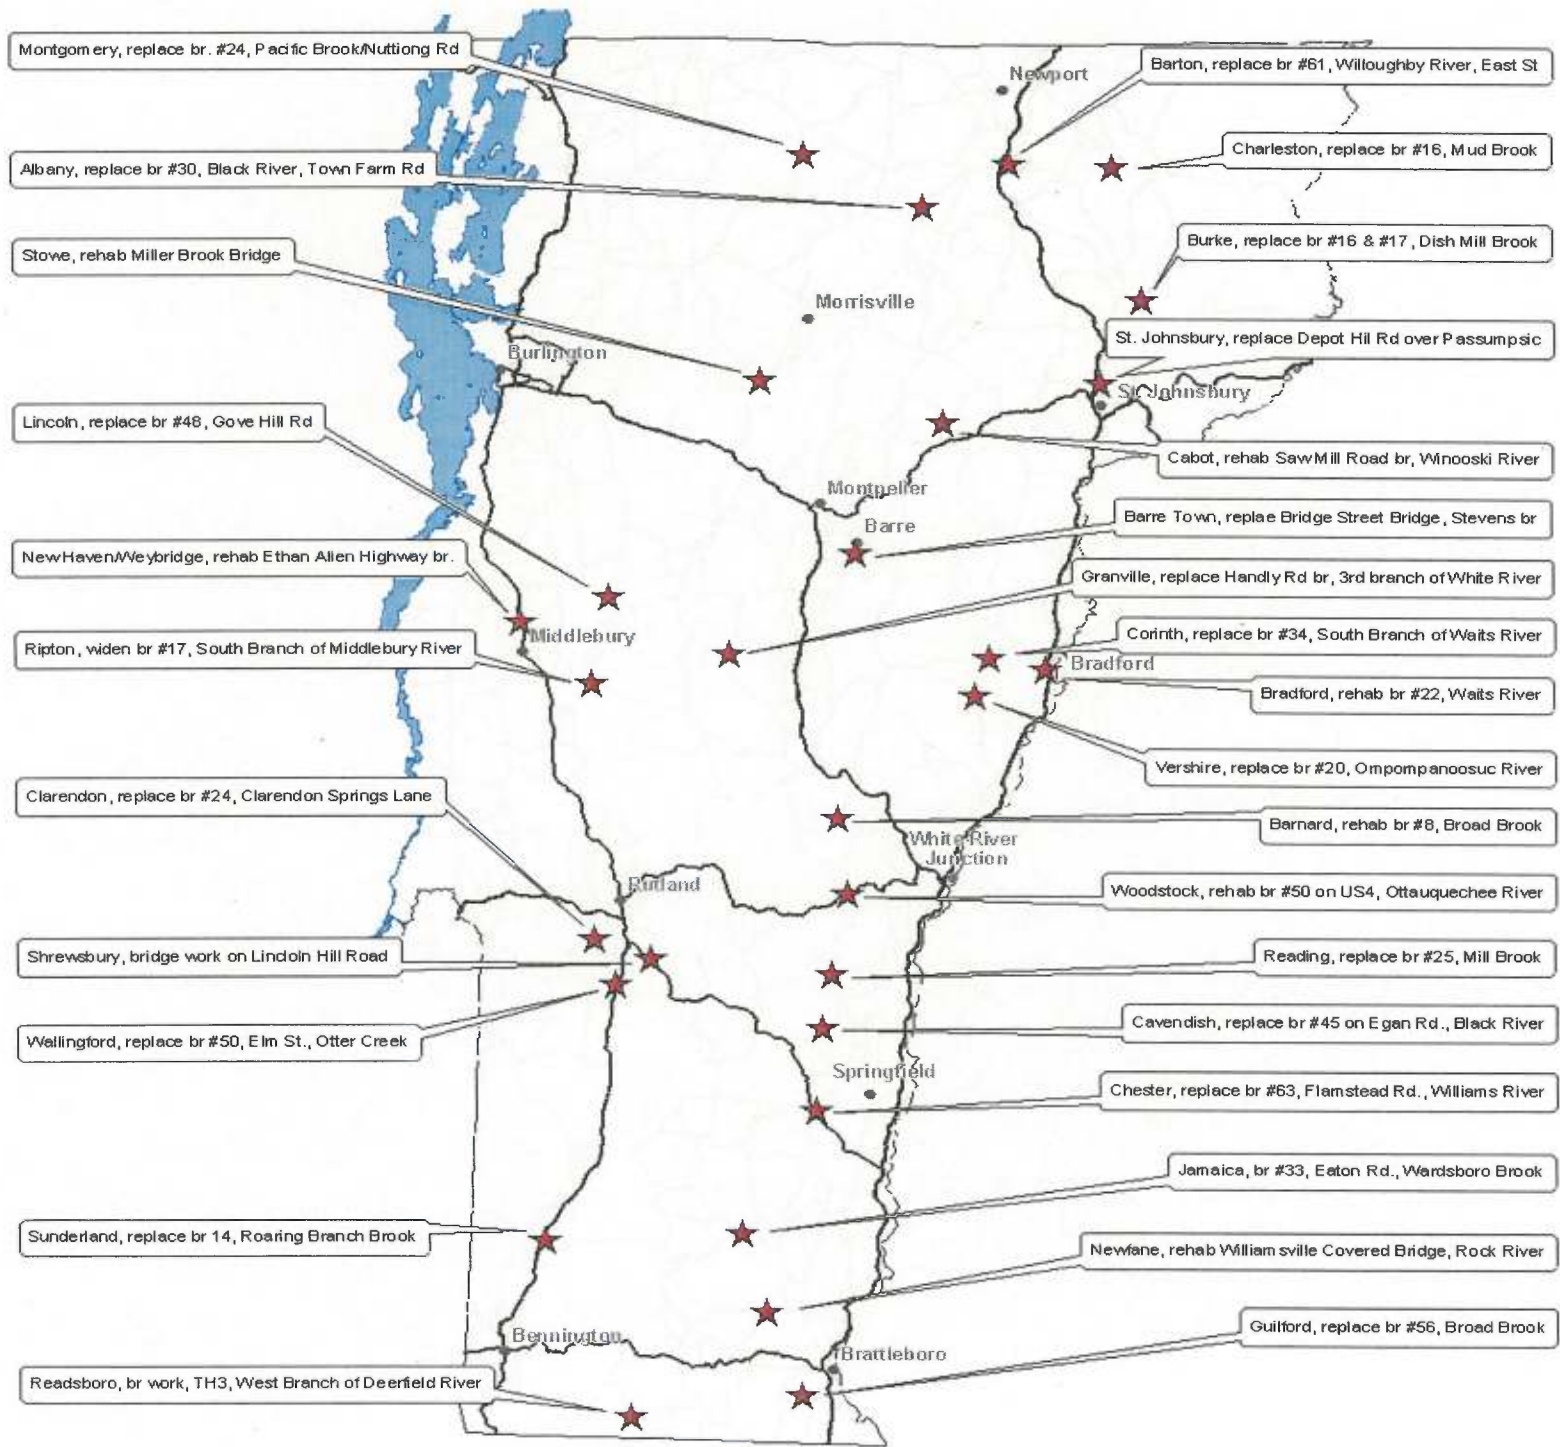 Montgomery, replace br. #24, Pacific Brook/Nuttiong Rd
Newport
Barton, replace br #61, Willoughby River, East St
Charleston, replace br #16, Mud Brook
Albany, replace br #30, Black River, Town Farm Rd
Burke, replace br #16 & #17, Dish Mill Brook
Stowe, rehab Miller Brook Bridge
Morrisville
St. Johnsbury, replace Depot Hil Rd over Passumpsic
Burlington
St. Johnsbury
Lincoln, replace br #48, Gove Hill Rd
Cabot, rehab SawMill Road br, Winooski River
Montpelier
Barre Town, replae Bridge Street Bridge, Stevens br
Barre
New Haven/Weybridge, rehab Ethan Allen Highway br.
Granville, replace Handly Rd br, 3rd branch of White River
Middlebury
Corinth, replace br #34, South Branch of Waits River
Ripton, widen br #17, South Branch of Middlebury River
Bradford
Bradford, rehab br #22, Waits River
Vershire, replace br #20, Ompompanoosuc River
Clarendon, replace br #24, Clarendon Springs Lane
Barnard, rehab br #8, Broad Brook
White River
Junction
Rutland
Woodstock, rehab br #50 on US4, Ottauquechee River
Shrewsbury, bridge work on Lincloln Hill Road
Reading, replace br #25, Mill Brook
Cavendish, replace br #45 on Egan Rd., Black River
Wallingford, replace br #50, Elm St., Otter Creek
Springfield
Chester, replace br #63, Flamstead Rd., Williams River
Jamaica, br #33, Eaton Rd., Wardsboro Brook
Sunderland, replace br 14, Roaring Branch Brook
Newfane, rehab Williamsville Covered Bridge, Rock River
Guilford, replace br #56, Broad Brook
Bennington
Brattleboro
Readsboro, br work, TH3, West Branch of Deerfield River